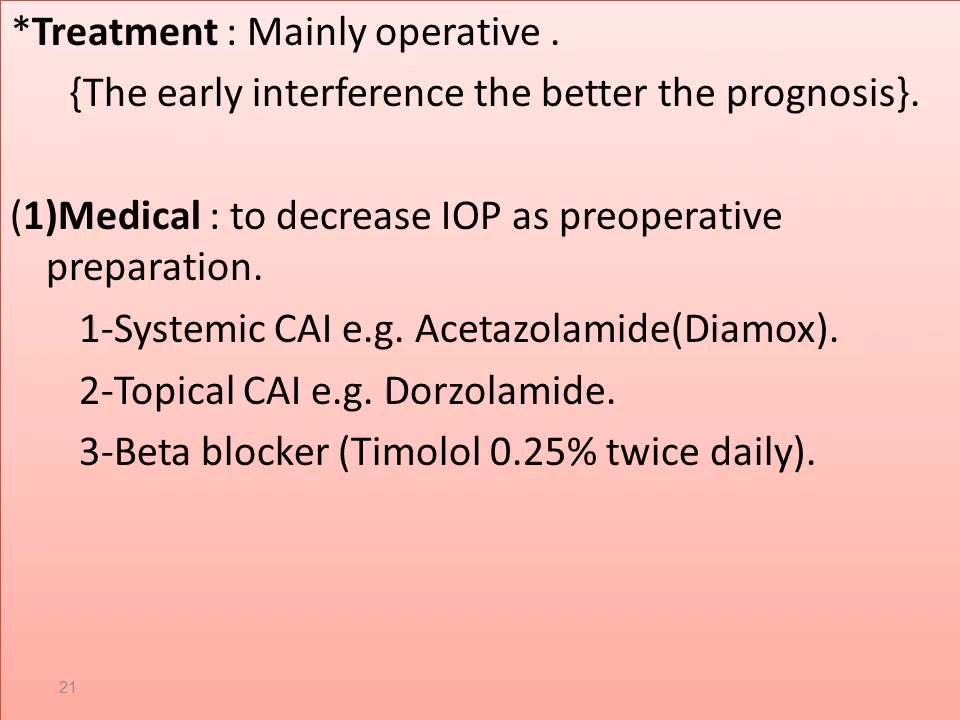 *Treatment : Mainly operative .
{The early interference the better the prognosis}.
(1)Medical : to decrease IOP as preoperative
preparation.
1-Systemic CAI e.g. Acetazolamide(Diamox).
2-Topical CAI e.g. Dorzolamide.
3-Beta blocker (Timolol 0.25% twice daily).
21